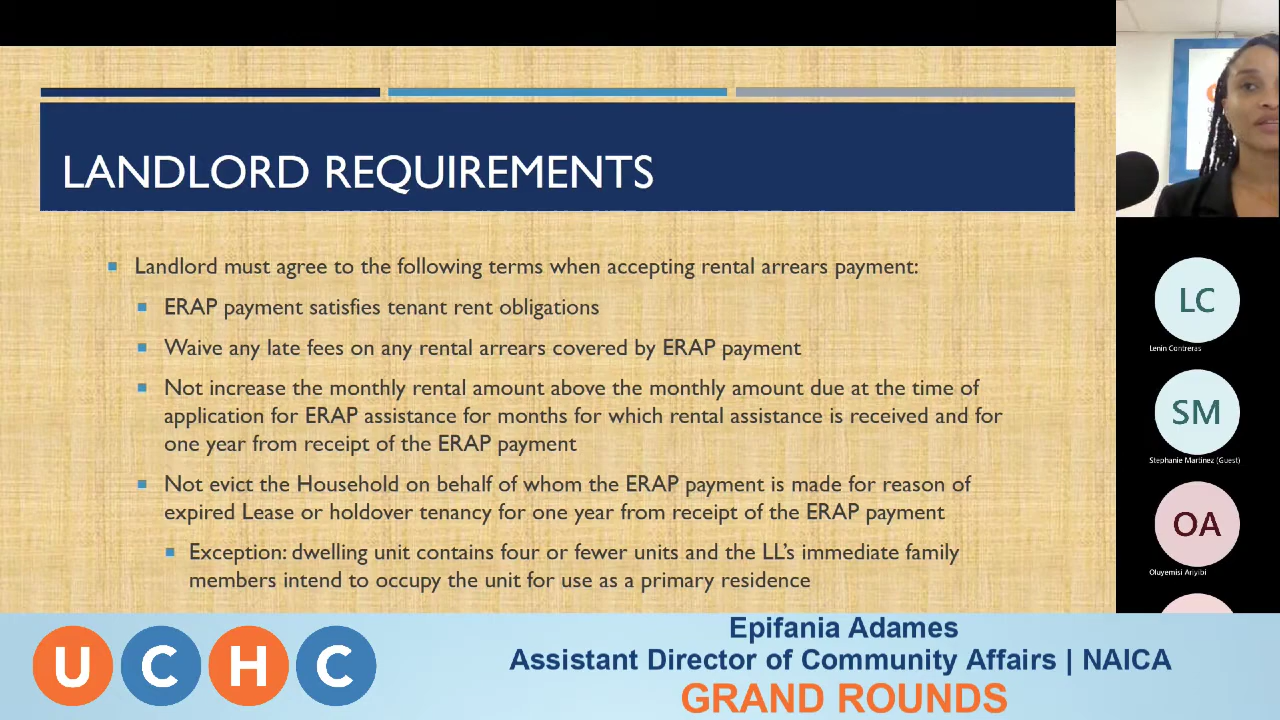 LANDLORD REQUIREMENTS
Landlord must agree to the following terms when accepting rental arrears payment:
ERAP payment satisfies tenant rent obligations
Waive any late fees on any rental arrears covered by ERAP payment
Not increase the monthly rental amount above the monthly amount due at the time of
application for ERAP assistance for months for which rental assistance is received and for
one year from receipt of the ERAP payment
Not evict the Household on behalf of whom the ERAP payment is made for reason of
expired Lease or holdover tenancy for one year from receipt of the ERAP payment
Exception: dwelling unit contains four or fewer units and the LL's immediate family
members intend to occupy the unit for use as a primary residence
LC
Lenin Contreras
SM
Stephanie Martinez (Guest)
OA
Oluyemisi Aniyibi
UCHC
Epifania Adames
Assistant Director of Community Affairs | NAICA
GRAND ROUNDS